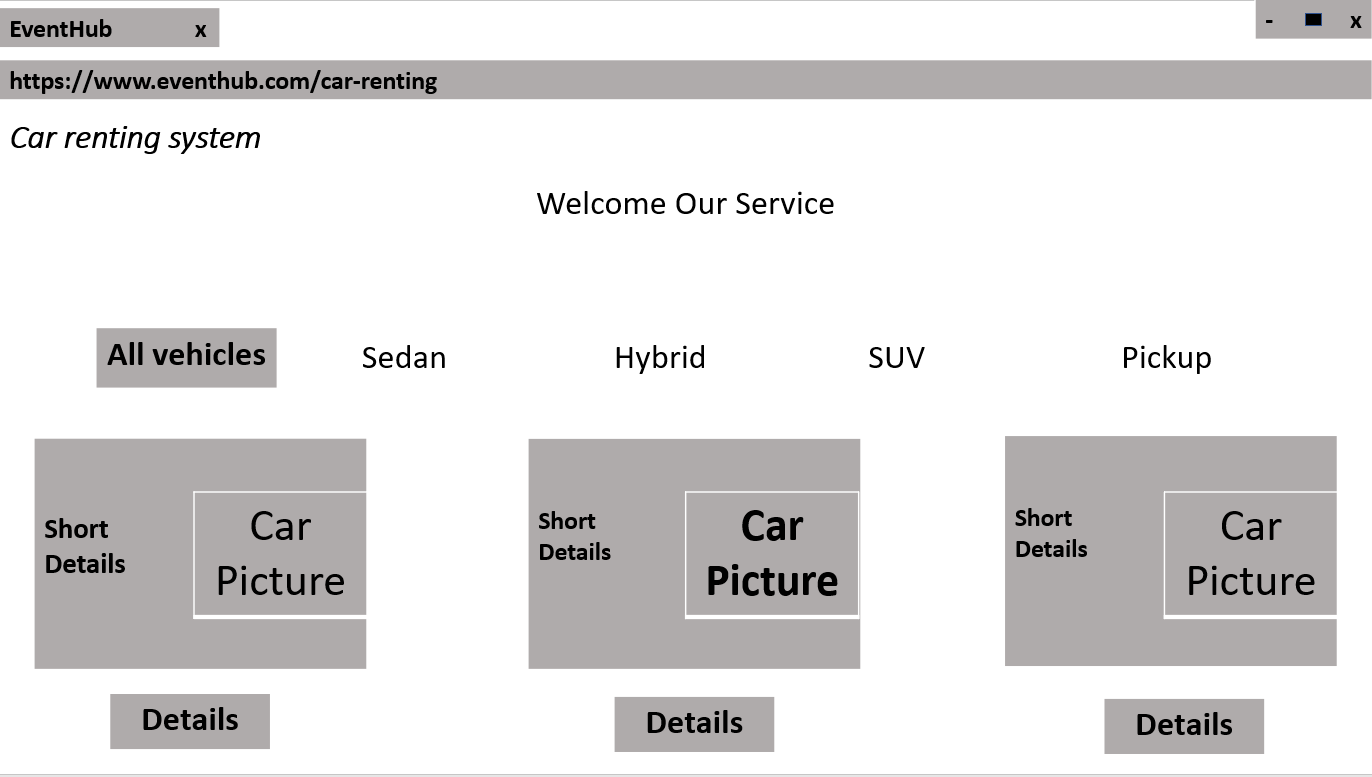 EventHub x
- x
https://www.eventhub.com/car-renting
Car renting system
Welcome Our Service
All vehicles Sedan Hybrid SUV Pickup
Short
Details
Car
Picture
Short
Details
Car
Picture
Short
Details
Car
Picture
Details Details Details